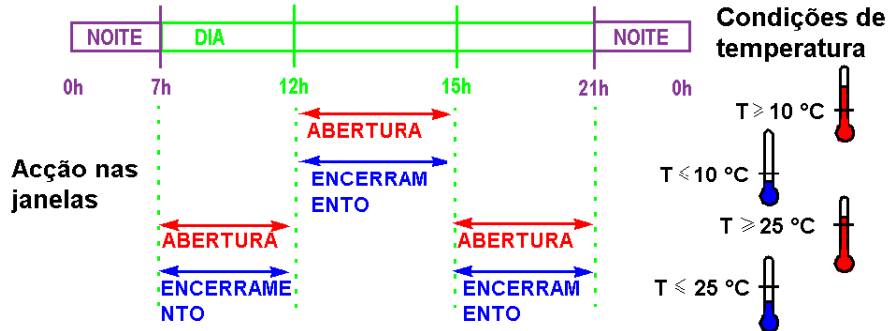 Condições de
temperatura
NOITE
DIA
NOITE
0h
7h
12h
15h
21h
0h
T ⩾ 10 °C
T ⩽ 10 °C
T ⩾ 25 °C
T ⩽ 25 °C
Acção nas
janelas
ABERTURA
ENCERRAM
ENTO
ABERTURA
ENCERRAME
NTO
ABERTURA
ENCERRAM
ENTO